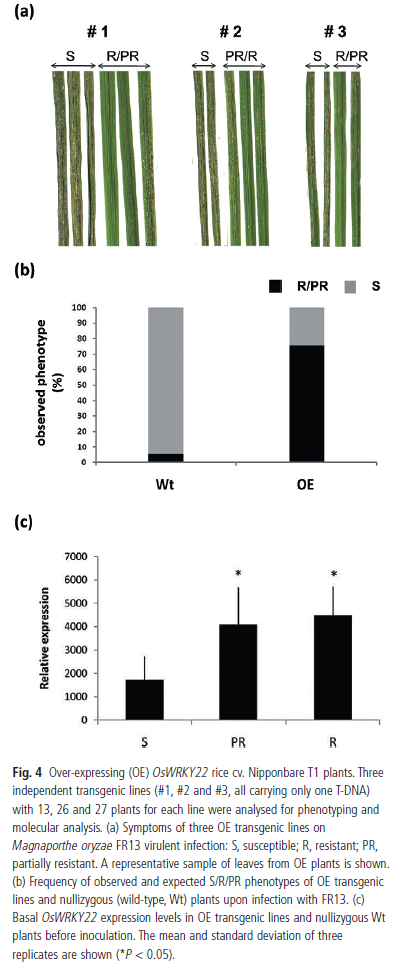 (a)
# 1 # 2 # 3
S R/PR S PR/R S R/PR
(b)
R/PR S
observed phenotype
(%)
100
90
80
70
60
50
40
30
20
10
0
Wt OE
(c)
Relative expression
7000
6000
5000
4000
3000
2000
1000
0
* *
S PR R
Fig. 4 Over-expressing (OE) OsWRKY22 rice cv. Nipponbare T1 plants. Three
independent transgenic lines (#1, #2 and #3, all carrying only one T-DNA)
with 13, 26 and 27 plants for each line were analysed for phenotyping and
molecular analysis. (a) Symptoms of three OE transgenic lines on
Magnaporthe oryzae FR13 virulent infection: S, susceptible; R, resistant; PR,
partially resistant. A representative sample of leaves from OE plants is shown.
(b) Frequency of observed and expected S/R/PR phenotypes of OE transgenic
lines and nullizygous (wild-type, Wt) plants upon infection with FR13. (c)
Basal OsWRKY22 expression levels in OE transgenic lines and nullizygous Wt
plants before inoculation. The mean and standard deviation of three
replicates are shown (*P < 0.05).